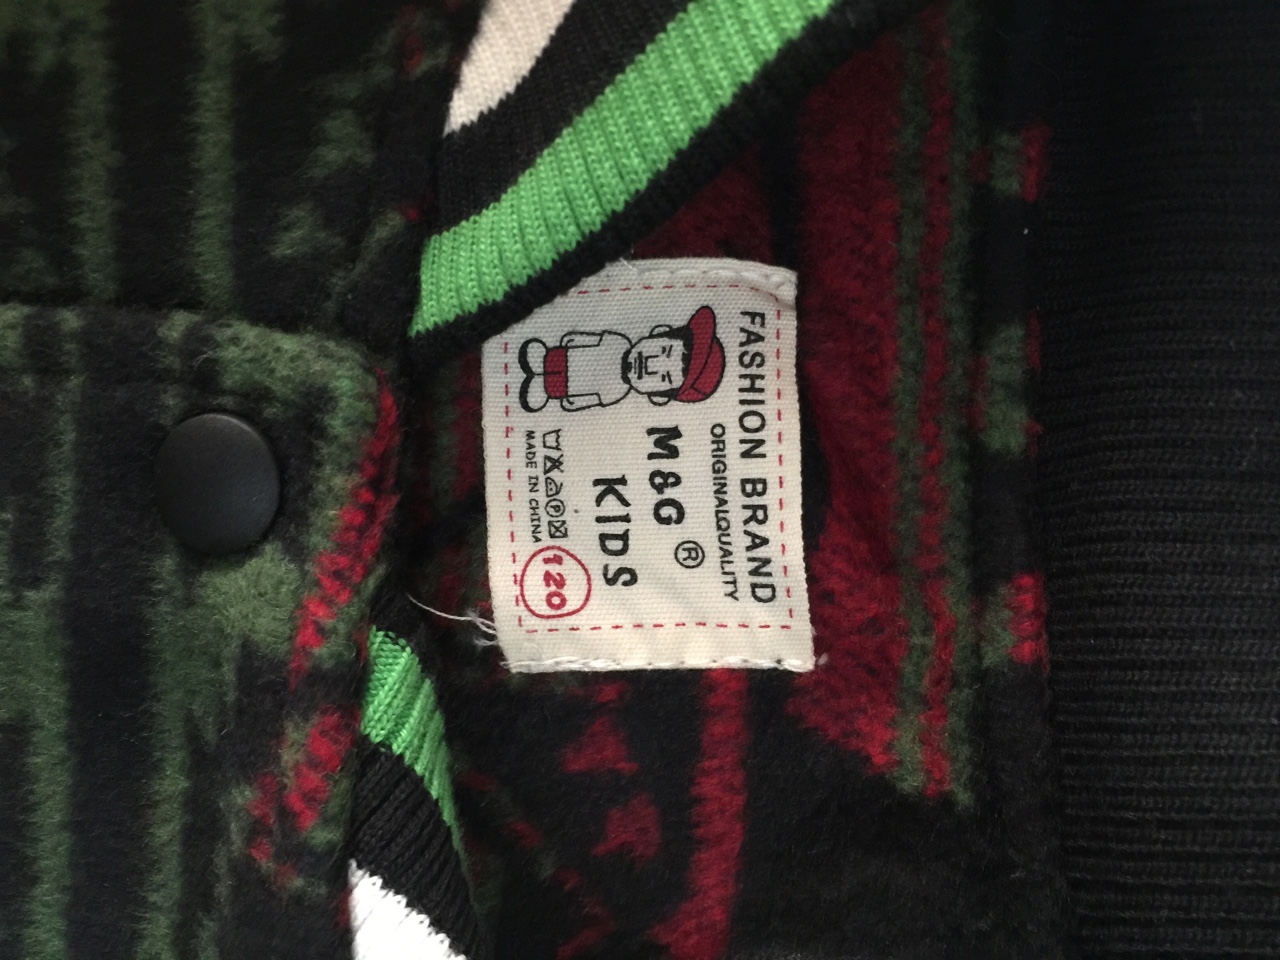 FASHION BRAND
ORIGINALQUALITY
M&G ®
KIDS
P
MADE IN CHINA
120